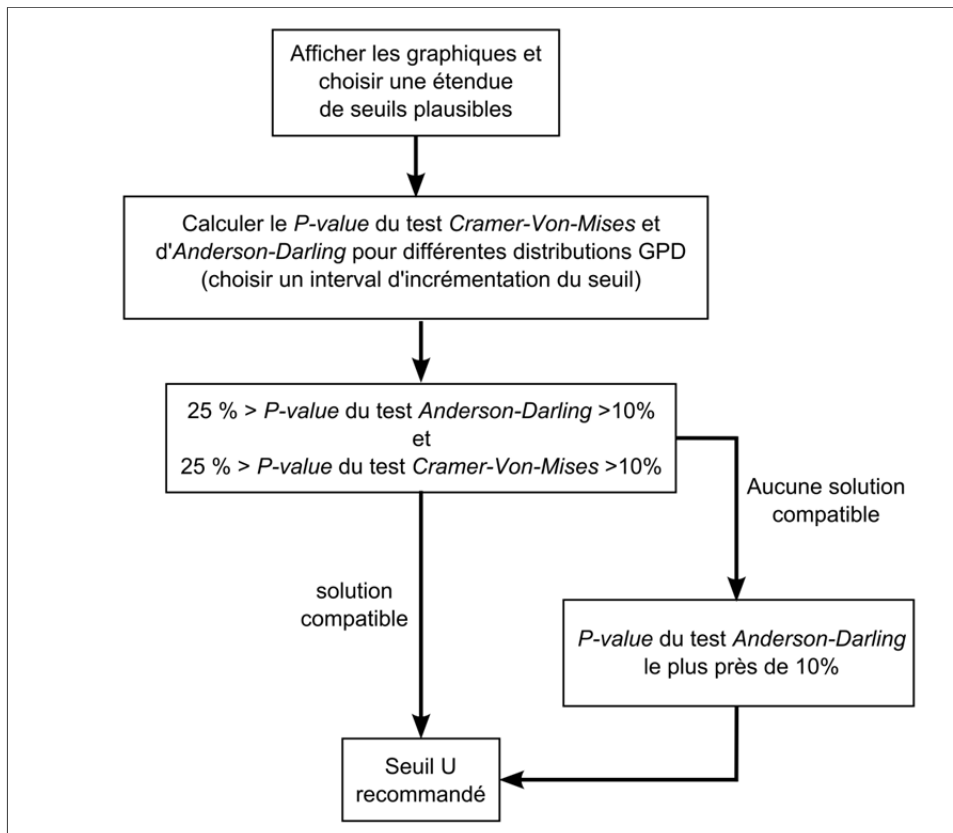 Afficher les graphiques et
choisir une étendue
de seuils plausibles
Calculer le P-value du test Cramer-Von-Mises et
d'Anderson-Darling pour différentes distributions GPD
(choisir un interval d'incrémentation du seuil)
25 % > P-value du test Anderson-Darling >10%
et
25 % > P-value du test Cramer-Von-Mises >10%
Aucune solution
compatible
solution
compatible
P-value du test Anderson-Darling
le plus près de 10%
Seuil U
recommandé